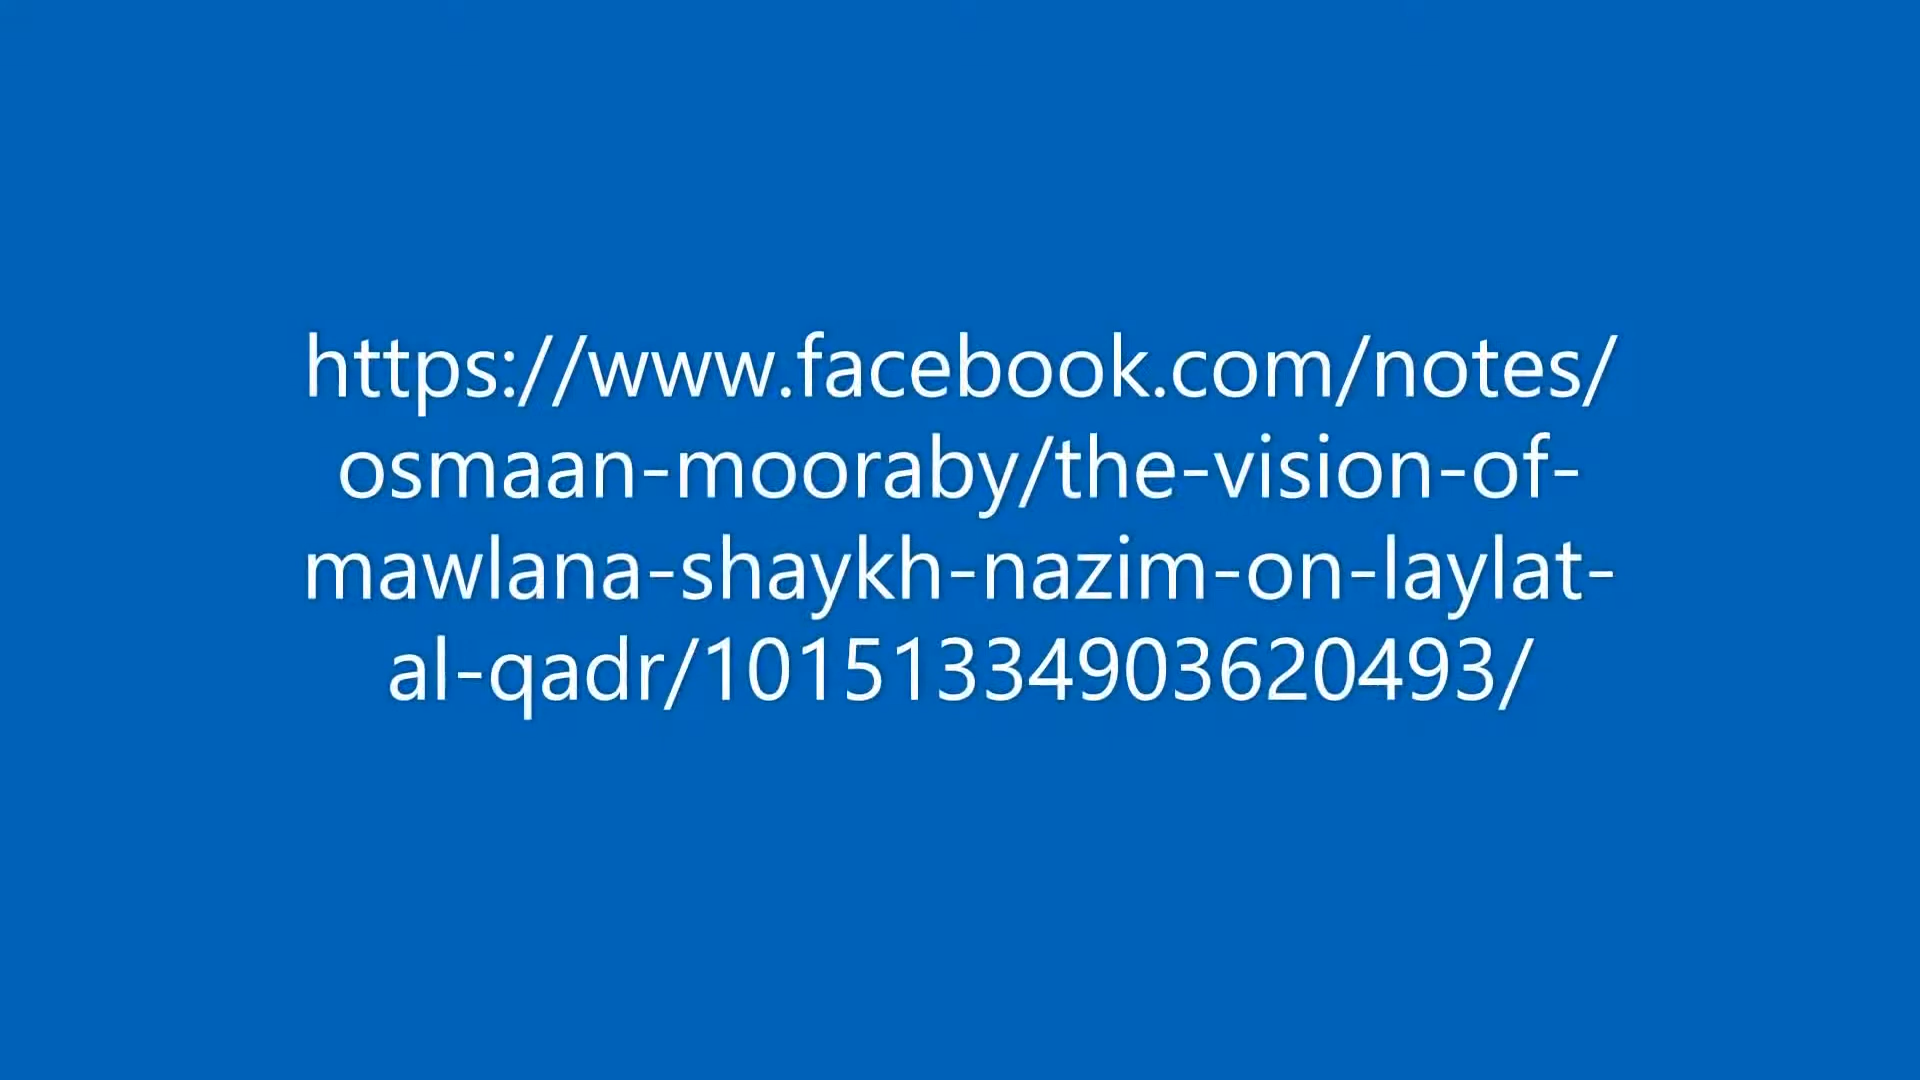 https://www.facebook.com/notes/
osmaan-mooraby/the-vision-of-
mawlana-shaykh-nazim-on-laylat-
al-qadr/10151334903620493/